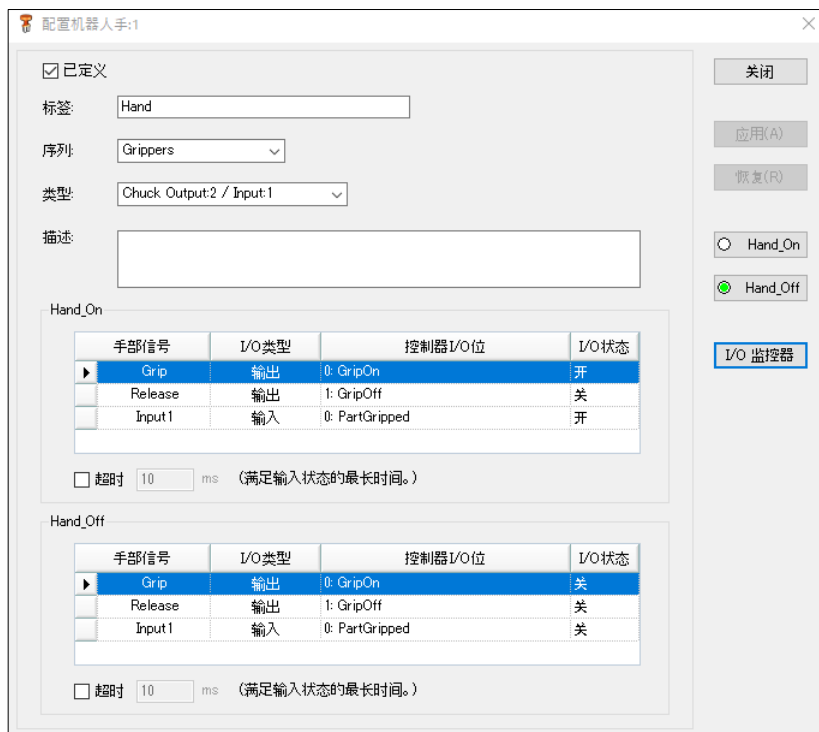 配置机器人手:1
已定义
关闭
标签: Hand
应用(A)
序列: Grippers
恢复(R)
类型: Chuck Output:2 / Input:1
描述:
Hand_On
Hand_Off
Hand_On
手部信号 I/O类型 控制器I/O位 I/O状态
I/O 监控器
Grip 输出 0: GripOn 开
Release 输出 1: GripOff 关
Input1 输入 0: PartGripped 开
超时 10 ms (满足输入状态的最长时间。)
Hand_Off
手部信号 I/O类型 控制器I/O位 I/O状态
Grip 输出 0: GripOn 关
Release 输出 1: GripOff 关
Input1 输入 0: PartGripped 关
超时 10 ms (满足输入状态的最长时间。)